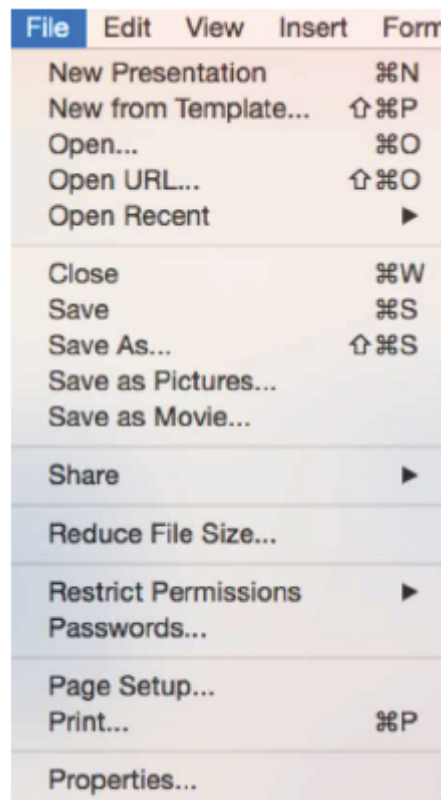 File Edit View Insert Form
New Presentation ⌘N
New from Template... ⇧⌘P
Open... ⌘O
Open URL... ⇧⌘O
Open Recent ▶
Close ⌘W
Save ⌘S
Save As... ⇧⌘S
Save as Pictures...
Save as Movie...
Share ▶
Reduce File Size...
Restrict Permissions ▶
Passwords...
Page Setup...
Print... ⌘P
Properties...